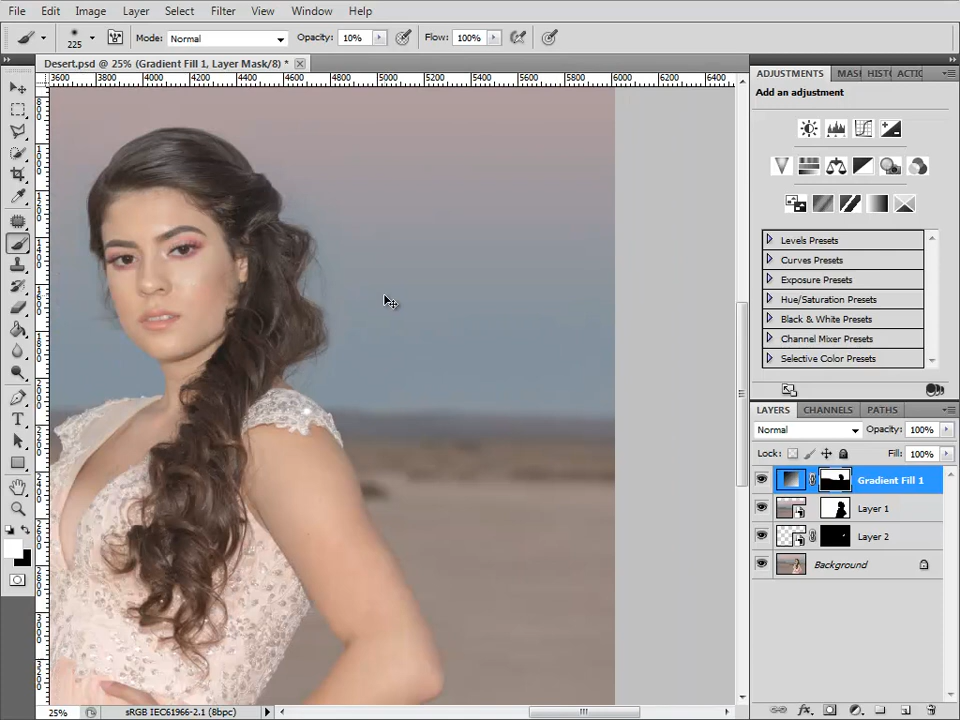 File Edit Image Layer Select Filter View Window Help
225 Mode: Normal Opacity: 10% Flow: 100%
Desert.psd @ 25% (Gradient Fill 1, Layer Mask/8) *
3600 3800 4000 4200 4400 4600 4800 5000 5200 5400 5600 5800 6000 6200 6400
ADJUSTMENTS MAS HIST ACTIC
Add an adjustment
Levels Presets
Curves Presets
Exposure Presets
Hue/Saturation Presets
Black & White Presets
Channel Mixer Presets
Selective Color Presets
LAYERS CHANNELS PATHS
Normal Opacity: 100%
Lock: Fill: 100%
Gradient Fill 1
Layer 1
Layer 2
Background
25% sRGB IEC61966-2.1 (8bpc)